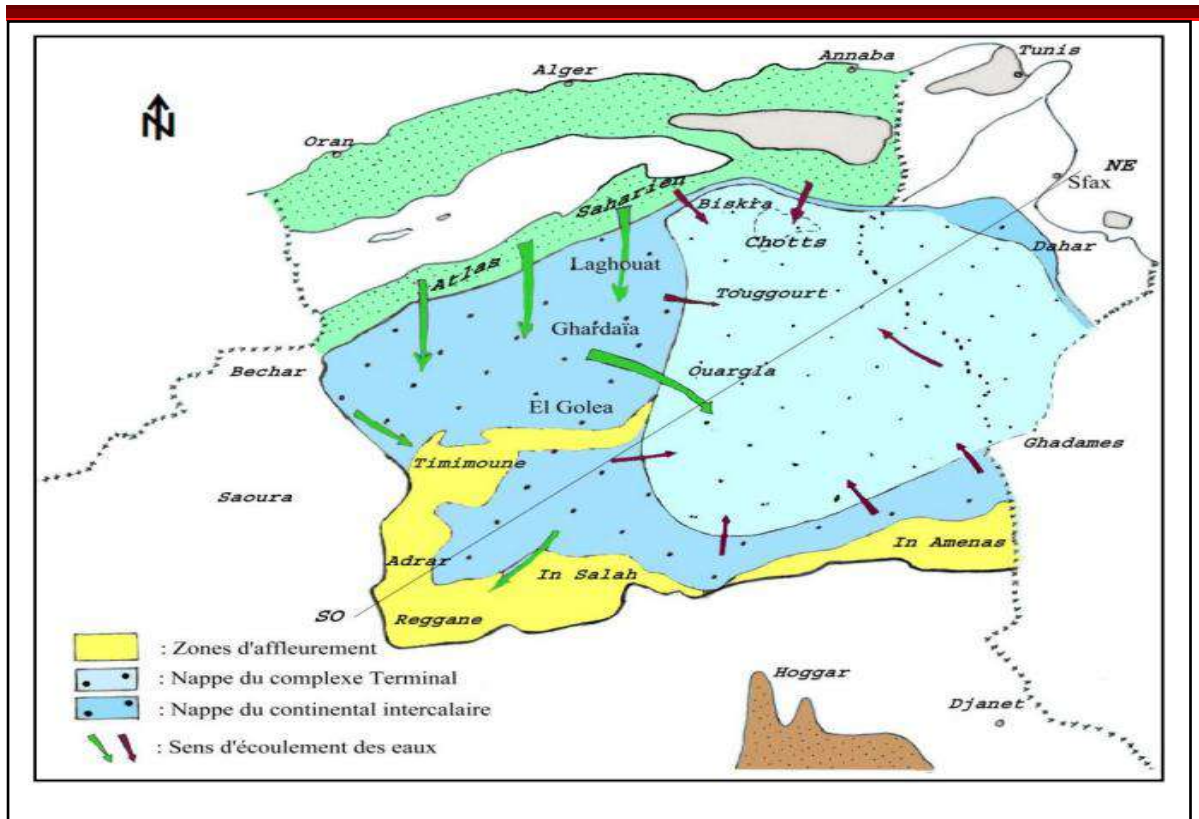 Annaba
Tunis
Alger
N
Oran
NE
Sfax
Saharien
Biskra
Chotts
Dahar
Atlas
Laghouat
Touggourt
Ghardaïa
Bechar
Ouargla
El Golea
Ghadames
Timimoune
Saoura
In Amenas
Adrar
In Salah
SO
Reggane
: Zones d'affleurement
: Nappe du complexe Terminal
: Nappe du continental intercalaire
: Sens d'écoulement des eaux
Hoggar
Djanet